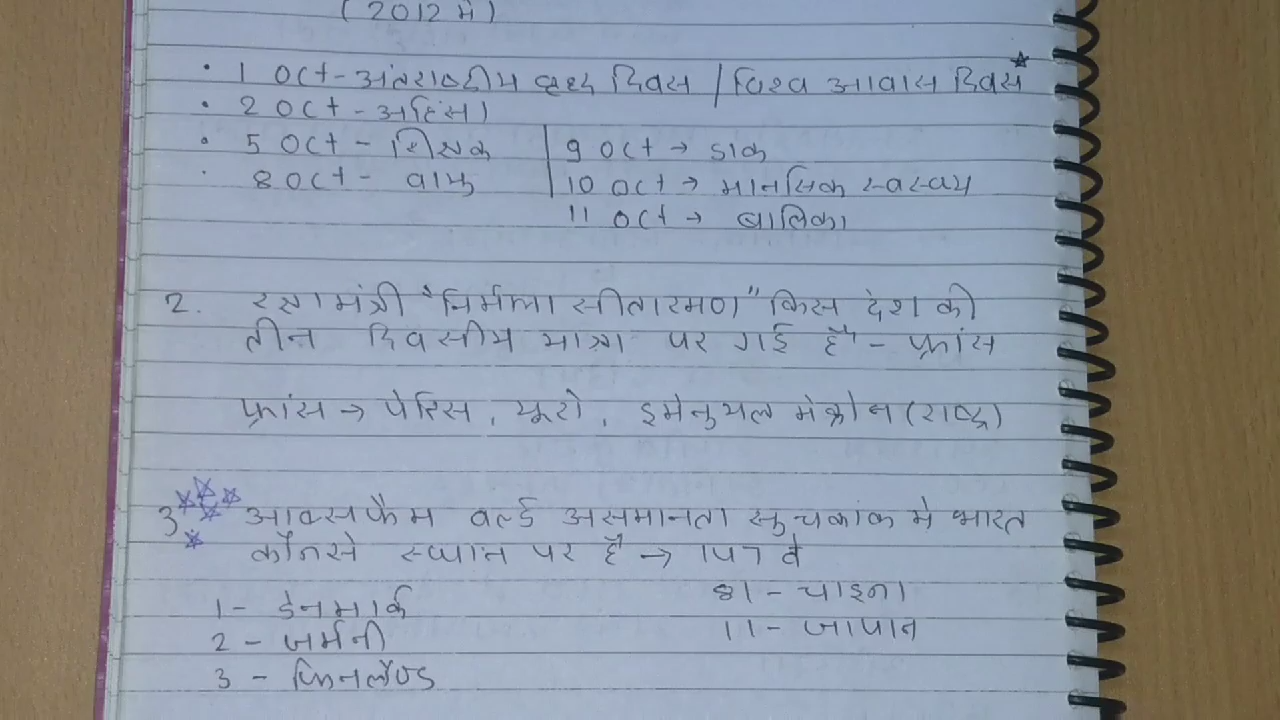 (2012 में)
• 1 Oct - अंतराष्ट्रीय वृद्ध दिवस / विश्व आवास दिवस
• 2 Oct - अहिंसा
• 5 Oct - शिक्षक | 9 Oct → डाक
• 8 Oct - वायु | 10 Oct → मानसिक स्वास्थ्य
11 Oct → बालिका
2. रक्षामंत्री "निर्मला सीतारमण" किस देश की
तीन दिवसीय यात्रा पर गई है - फ्रांस
फ्रांस → पेरिस, यूरो, इमेनुयल मेक्रोन (राष्ट्र)
3 आक्सफैम वर्ल्ड असमानता सुचकांक मे भारत
कौनसे स्थान पर है → 147 वे
1 - डेनमार्क 81 - चाइना
2 - जर्मनी 11 - जापान
3 - फिनलैण्ड